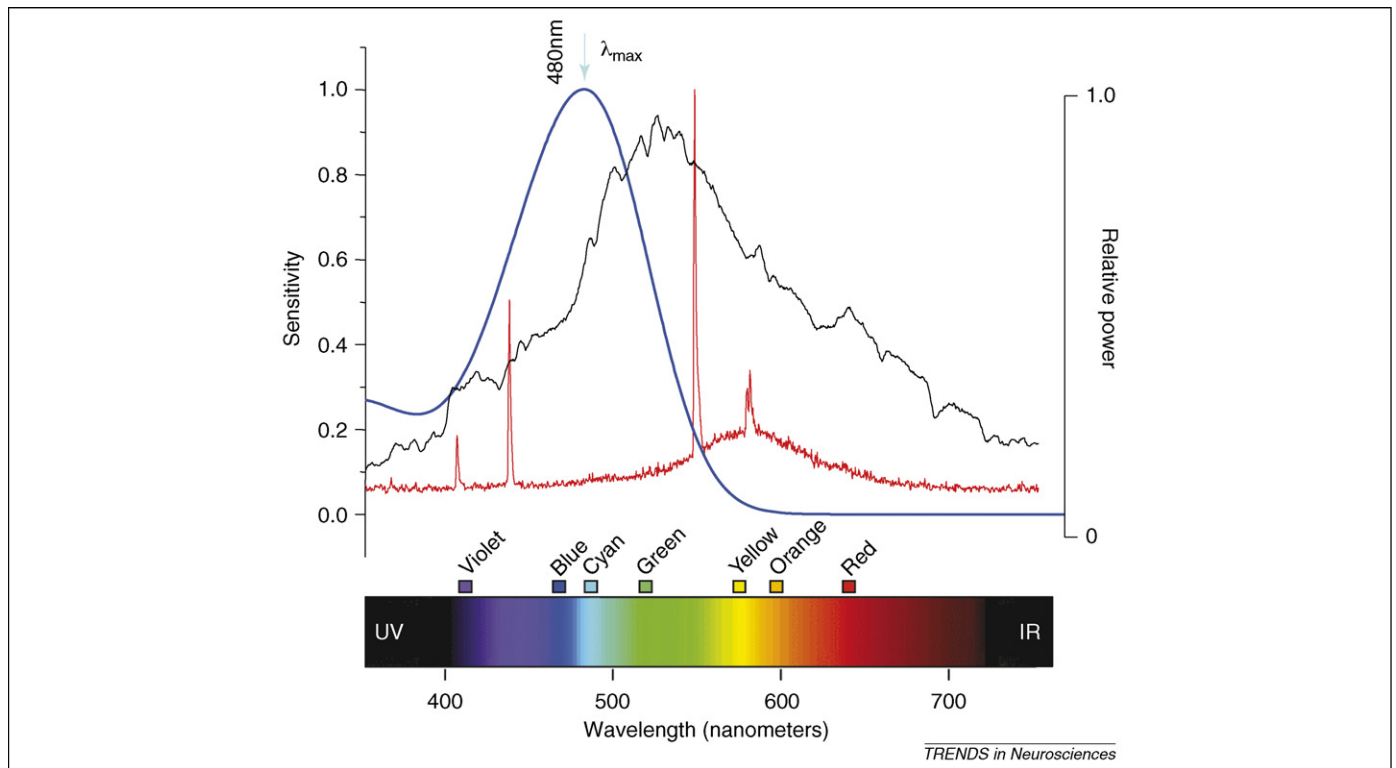 480nm
λmax
1.0
0.8
0.6
0.4
0.2
0.0
Sensitivity
1.0
0
Relative power
Violet
Blue
Cyan
Green
Yellow
Orange
Red
UV
IR
400 500 600 700
Wavelength (nanometers)
TRENDS in Neurosciences